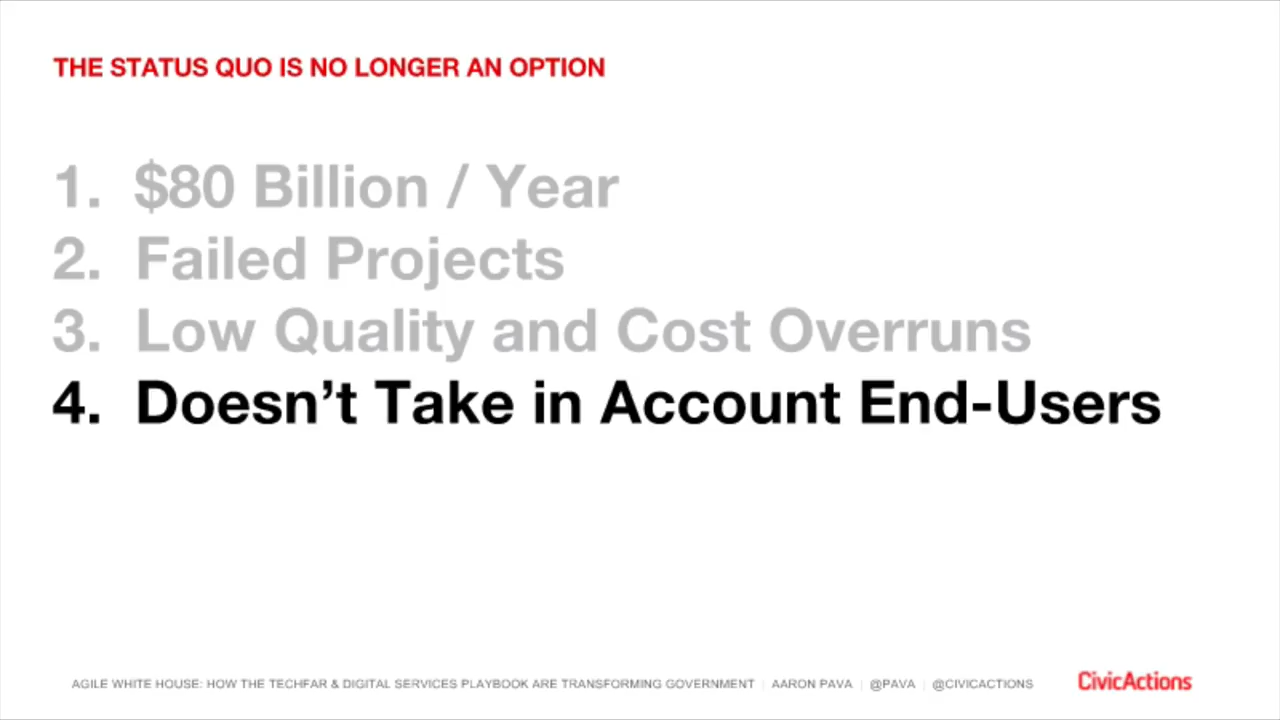 THE STATUS QUO IS NO LONGER AN OPTION
1. $80 Billion / Year
2. Failed Projects
3. Low Quality and Cost Overruns
4. Doesn’t Take in Account End-Users
AGILE WHITE HOUSE: HOW THE TECHFAR & DIGITAL SERVICES PLAYBOOK ARE TRANSFORMING GOVERNMENT | AARON PAVA | @PAVA | @CIVICACTIONS CivicActions